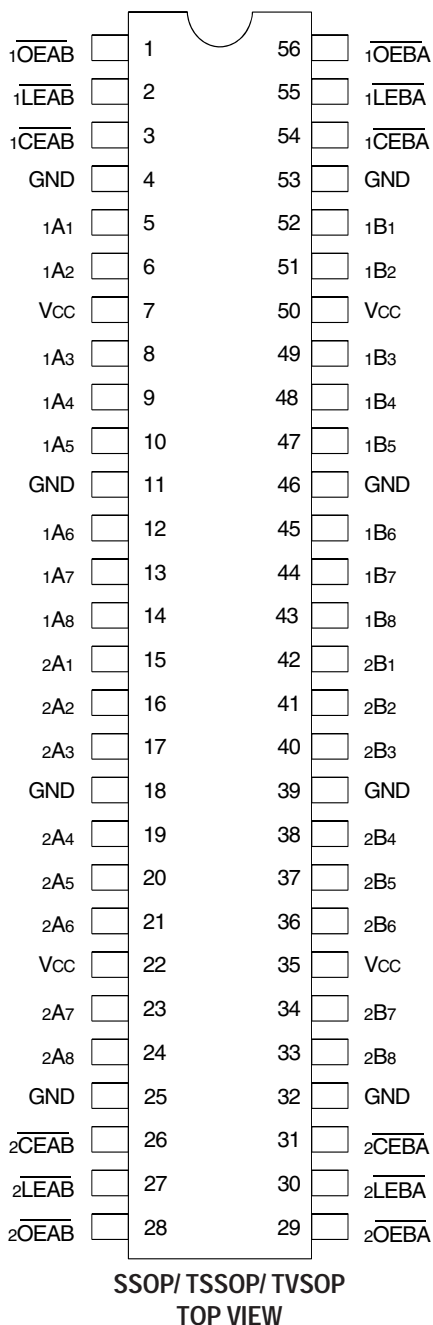 1OEAB 1 56 1OEBA
1LEAB 2 55 1LEBA
1CEAB 3 54 1CEBA
GND 4 53 GND
1A1 5 52 1B1
1A2 6 51 1B2
VCC 7 50 VCC
1A3 8 49 1B3
1A4 9 48 1B4
1A5 10 47 1B5
GND 11 46 GND
1A6 12 45 1B6
1A7 13 44 1B7
1A8 14 43 1B8
2A1 15 42 2B1
2A2 16 41 2B2
2A3 17 40 2B3
GND 18 39 GND
2A4 19 38 2B4
2A5 20 37 2B5
2A6 21 36 2B6
VCC 22 35 VCC
2A7 23 34 2B7
2A8 24 33 2B8
GND 25 32 GND
2CEAB 26 31 2CEBA
2LEAB 27 30 2LEBA
2OEAB 28 29 2OEBA
SSOP/ TSSOP/ TVSOP
TOP VIEW